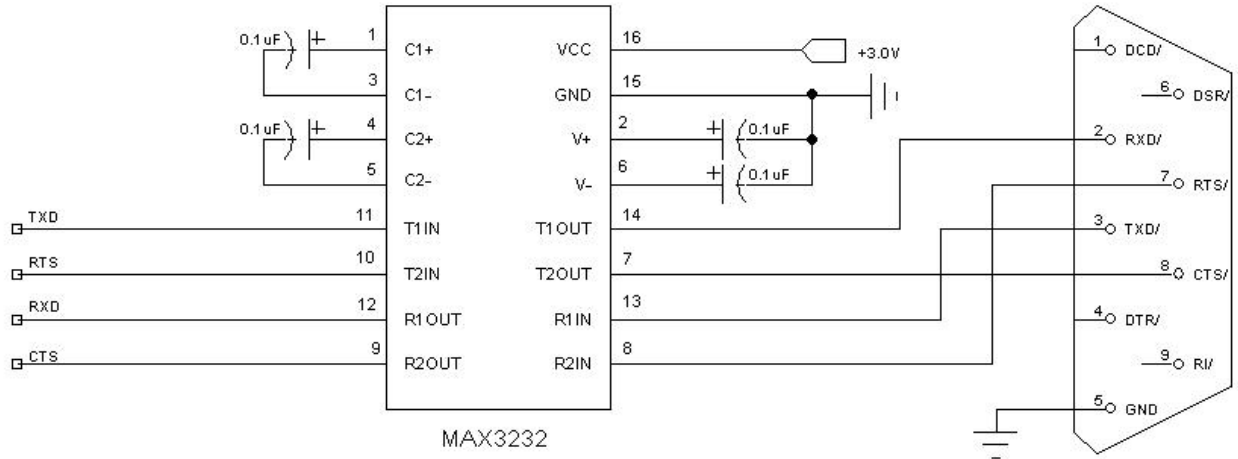 0.1uF
+
1
C1+
3
C1-
0.1uF
+
4
C2+
5
C2-
TXD
11
T1IN
RTS
10
T2IN
RXD
12
R1OUT
CTS
9
R2OUT
VCC
16
+3.0V
GND
15
V+
2
+
0.1uF
V-
6
+
0.1uF
T1OUT
14
T2OUT
7
R1IN
13
R2IN
8
MAX3232
1
DCD/
6
DSR/
2
RXD/
7
RTS/
3
TXD/
8
CTS/
4
DTR/
9
RI/
5
GND